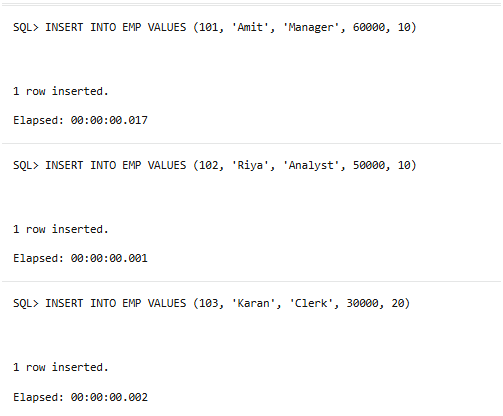 SQL> INSERT INTO EMP VALUES (101, 'Amit', 'Manager', 60000, 10)
1 row inserted.
Elapsed: 00:00:00.017
SQL> INSERT INTO EMP VALUES (102, 'Riya', 'Analyst', 50000, 10)
1 row inserted.
Elapsed: 00:00:00.001
SQL> INSERT INTO EMP VALUES (103, 'Karan', 'Clerk', 30000, 20)
1 row inserted.
Elapsed: 00:00:00.002